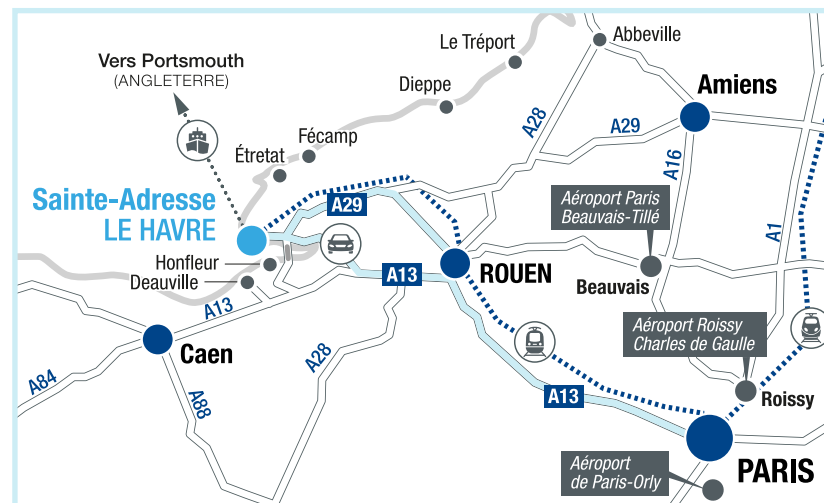 Abbeville
Le Tréport
Vers Portsmouth
(ANGLETERRE)
Dieppe
Amiens
A28
A29
Fécamp
Étretat
A16
Sainte-Adresse
LE HAVRE
A29
Aéroport Paris
Beauvais-Tillé
A1
Honfleur
Deauville
A13
ROUEN
Beauvais
A13
Caen
Aéroport Roissy
Charles de Gaulle
A28
A84
A88
A13
Roissy
PARIS
Aéroport
de Paris-Orly